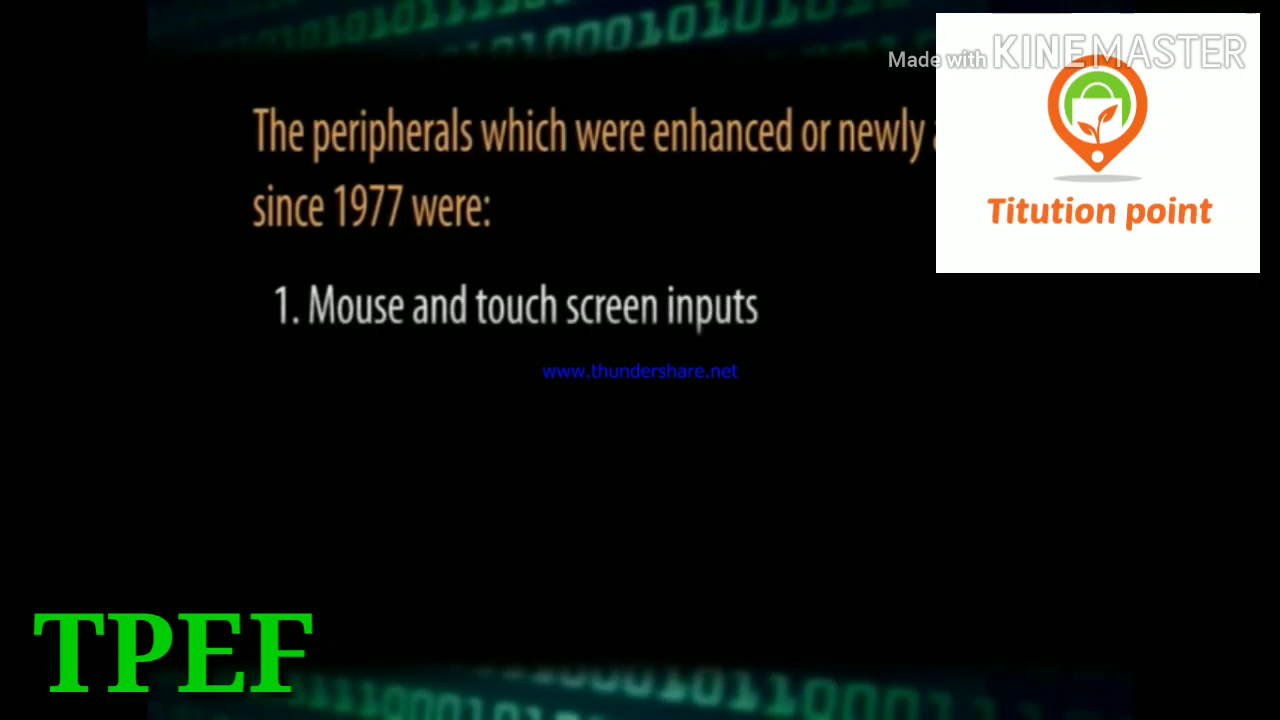 Made with KINEMASTER
The peripherals which were enhanced or newly
since 1977 were:
Titution point
1. Mouse and touch screen inputs
www.thundershare.net
TPEF